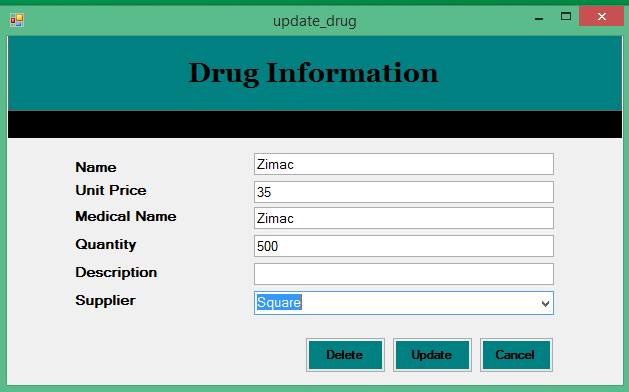 update_drug
Drug Information
Name Zimac
Unit Price 35
Medical Name Zimac
Quantity 500
Description
Supplier Square
Delete Update Cancel